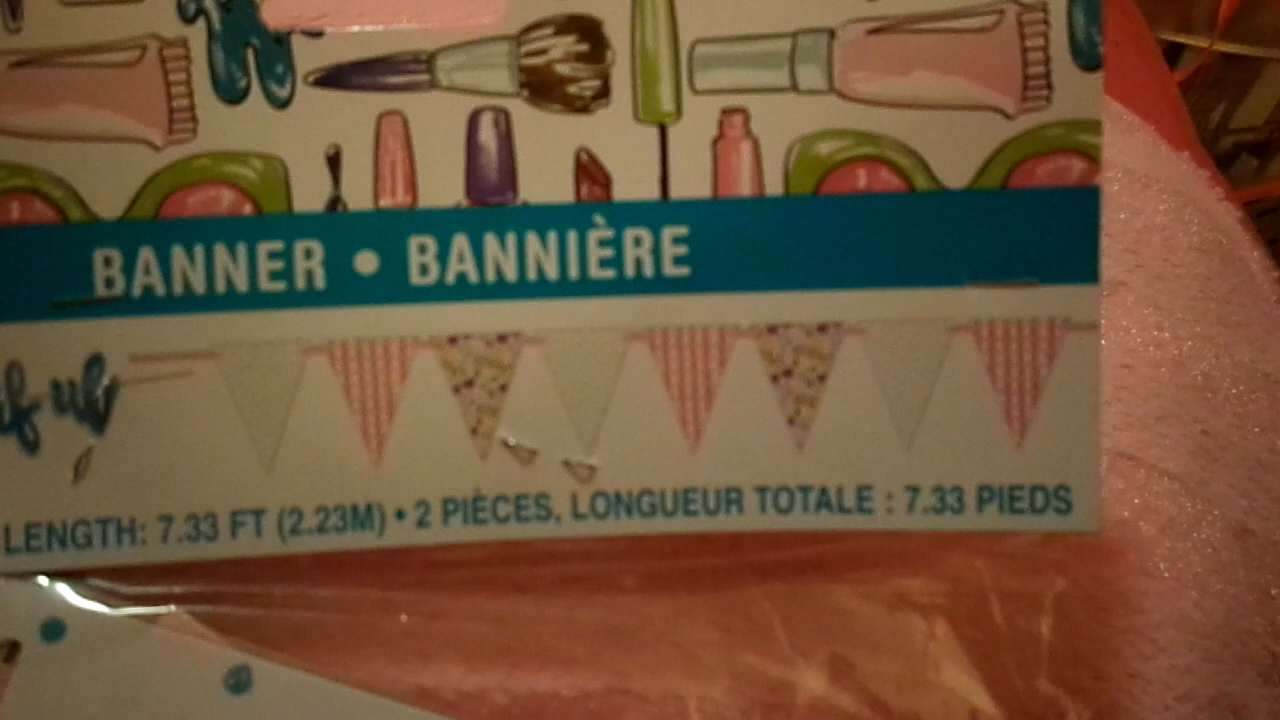 BANNER • BANNIÈRE
LENGTH: 7.33 FT (2.23M) • 2 PIÈCES, LONGUEUR TOTALE : 7.33 PIEDS